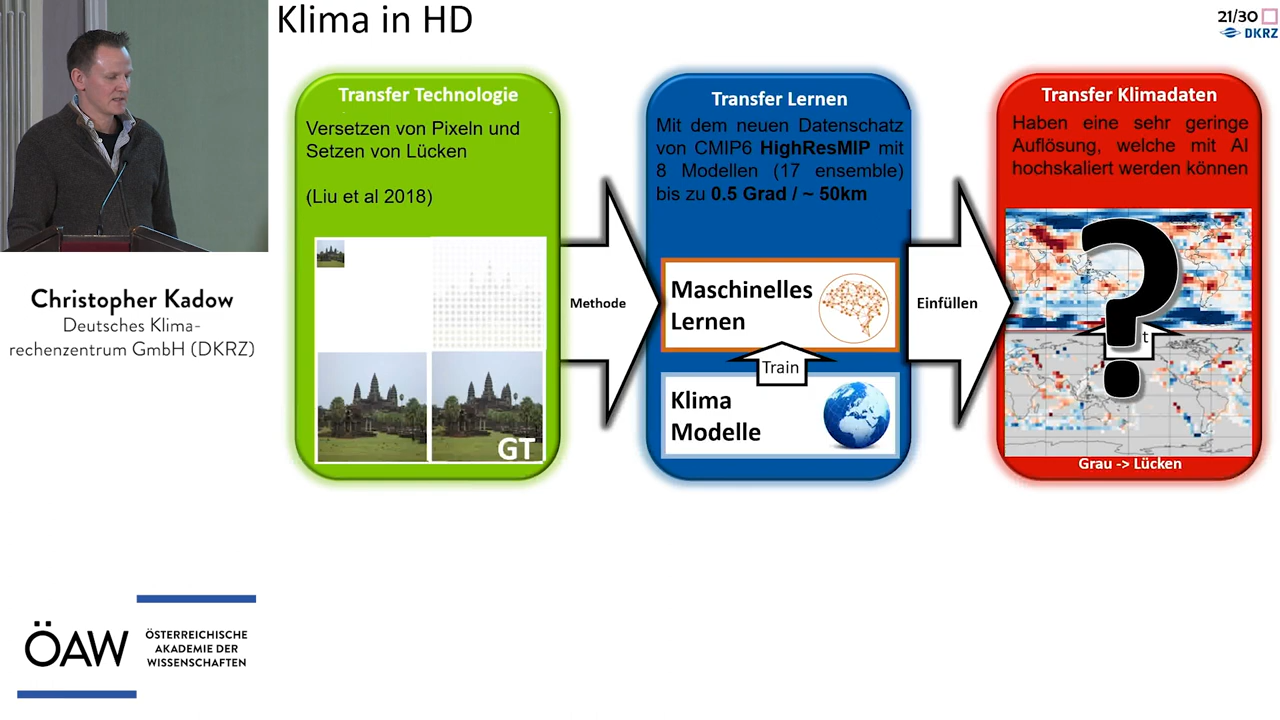 Klima in HD
21/30
DKRZ
Transfer Technologie
Versetzen von Pixeln und
Setzen von Lücken
(Liu et al 2018)
GT
Methode
Transfer Lernen
Mit dem neuen Datenschatz
von CMIP6 HighResMIP mit
8 Modellen (17 ensemble)
bis zu 0.5 Grad / ~ 50km
Maschinelles
Lernen
Train
Klima
Modelle
Einfüllen
Transfer Klimadaten
Haben eine sehr geringe
Auflösung, welche mit AI
hochskaliert werden können
?
Grau -> Lücken
Christopher Kadow
Deutsches Klima-
rechenzentrum GmbH (DKRZ)
ÖAW
ÖSTERREICHISCHE
AKADEMIE DER
WISSENSCHAFTEN